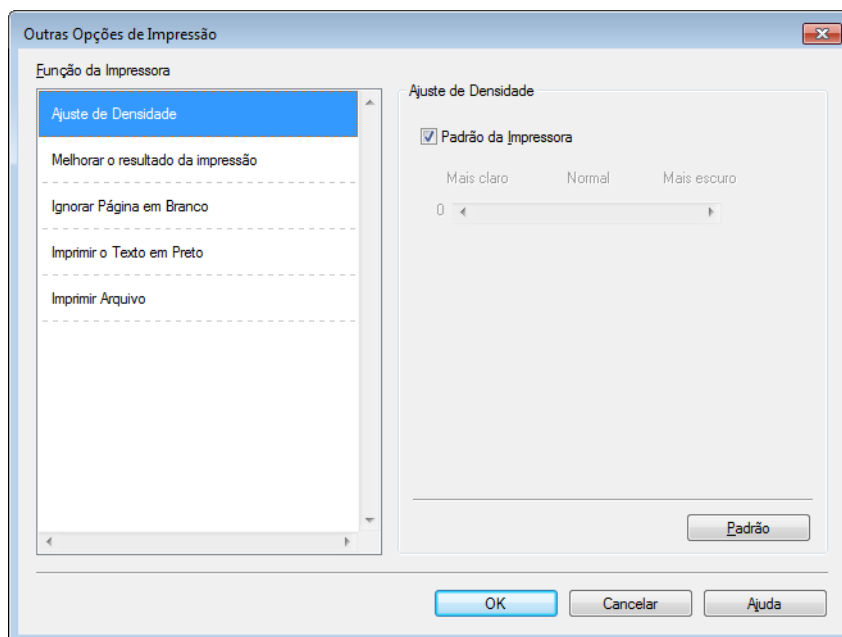 Outras Opções de Impressão
Função da Impressora
Ajuste de Densidade
Melhorar o resultado da impressão
Ignorar Página em Branco
Imprimir o Texto em Preto
Imprimir Arquivo
Ajuste de Densidade
Padrão da Impressora
Mais claro Normal Mais escuro
0
Padrão
OK Cancelar Ajuda